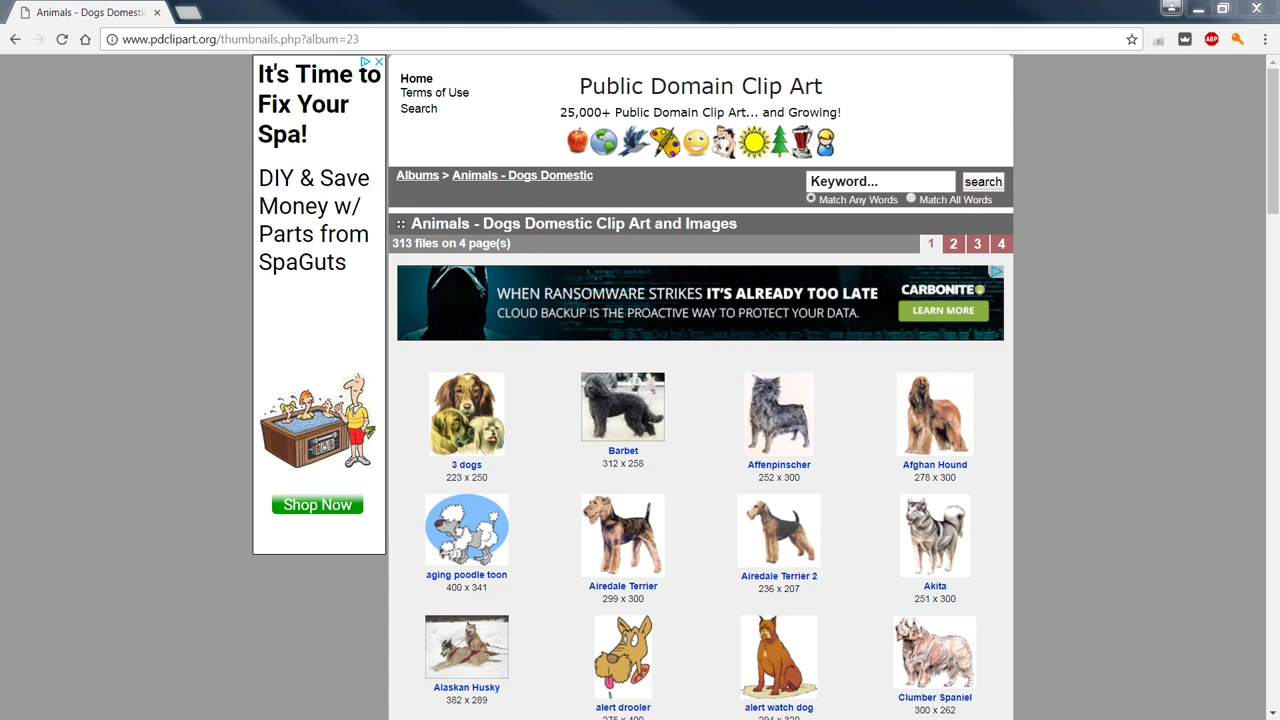 Animals - Dogs Domesti
www.pdclipart.org/thumbnails.php?album=23
ABP
It's Time to
Fix Your
Spa!
DIY & Save
Money w/
Parts from
SpaGuts
Shop Now
Home
Terms of Use
Search
Public Domain Clip Art
25,000+ Public Domain Clip Art... and Growing!
Albums > Animals - Dogs Domestic
Keyword... search
Match Any Words Match All Words
:: Animals - Dogs Domestic Clip Art and Images
313 files on 4 page(s) 1 2 3 4
WHEN RANSOMWARE STRIKES IT'S ALREADY TOO LATE
CLOUD BACKUP IS THE PROACTIVE WAY TO PROTECT YOUR DATA.
CARBONITE
LEARN MORE
3 dogs
223 x 250
Barbet
312 x 258
Affenpinscher
252 x 300
Afghan Hound
278 x 300
aging poodle toon
400 x 341
Airedale Terrier
299 x 300
Airedale Terrier 2
236 x 207
Akita
251 x 300
Alaskan Husky
382 x 289
alert drooler
275 x 400
alert watch dog
294 x 320
Clumber Spaniel
300 x 262